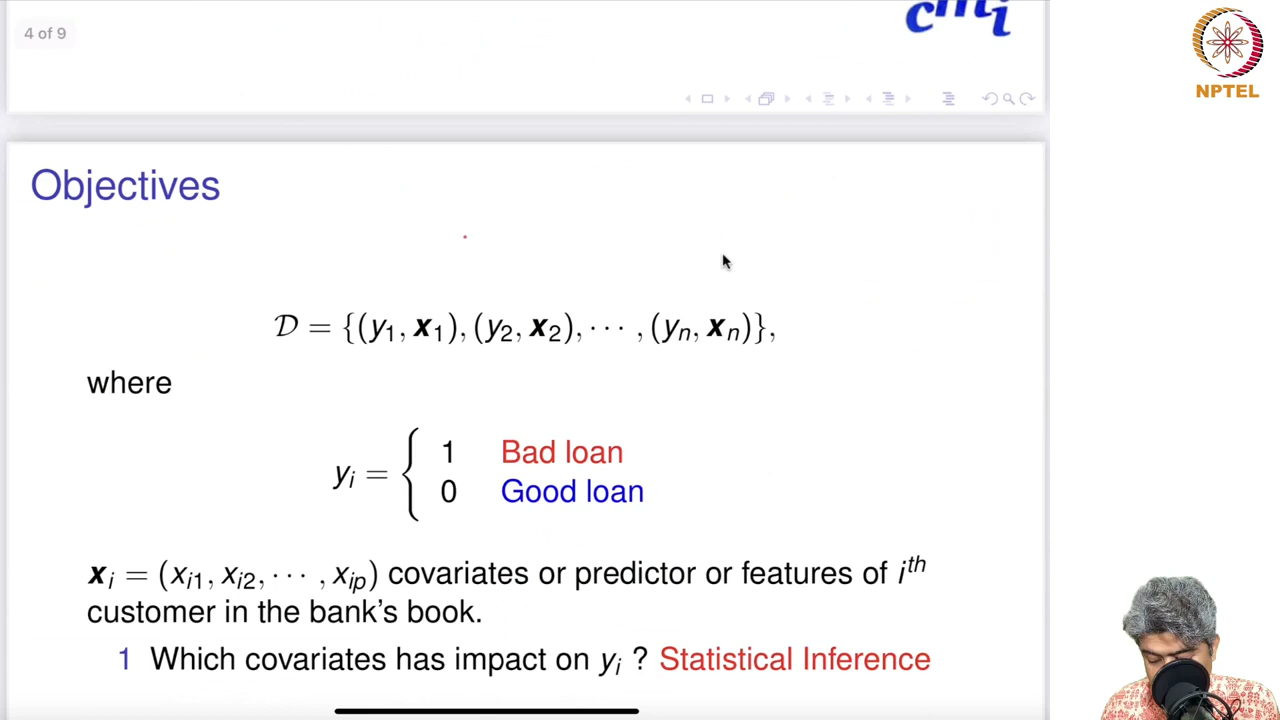 4 of 9
cmi
NPTEL
Objectives
𝒟 = {(y₁, 𝒙₁), (y₂, 𝒙₂), ⋯ , (yₙ, 𝒙ₙ)},
where
yᵢ = { 1 Bad loan
0 Good loan
𝒙ᵢ = (xᵢ₁, xᵢ₂, ⋯ , xᵢₚ) covariates or predictor or features of iᵗʰ
customer in the bank's book.
1 Which covariates has impact on yᵢ ? Statistical Inference